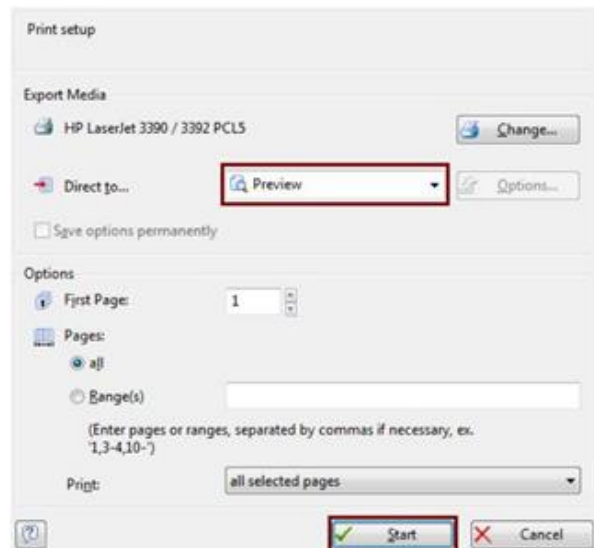 Print setup
Export Media
HP LaserJet 3390 / 3392 PCL5
Change...
Direct to...
Preview
Options...
Save options permanently
Options
First Page:
1
Pages:
all
Range(s)
(Enter pages or ranges, separated by commas if necessary, ex.
'1,3-4,10-')
Print:
all selected pages
?
Start
Cancel